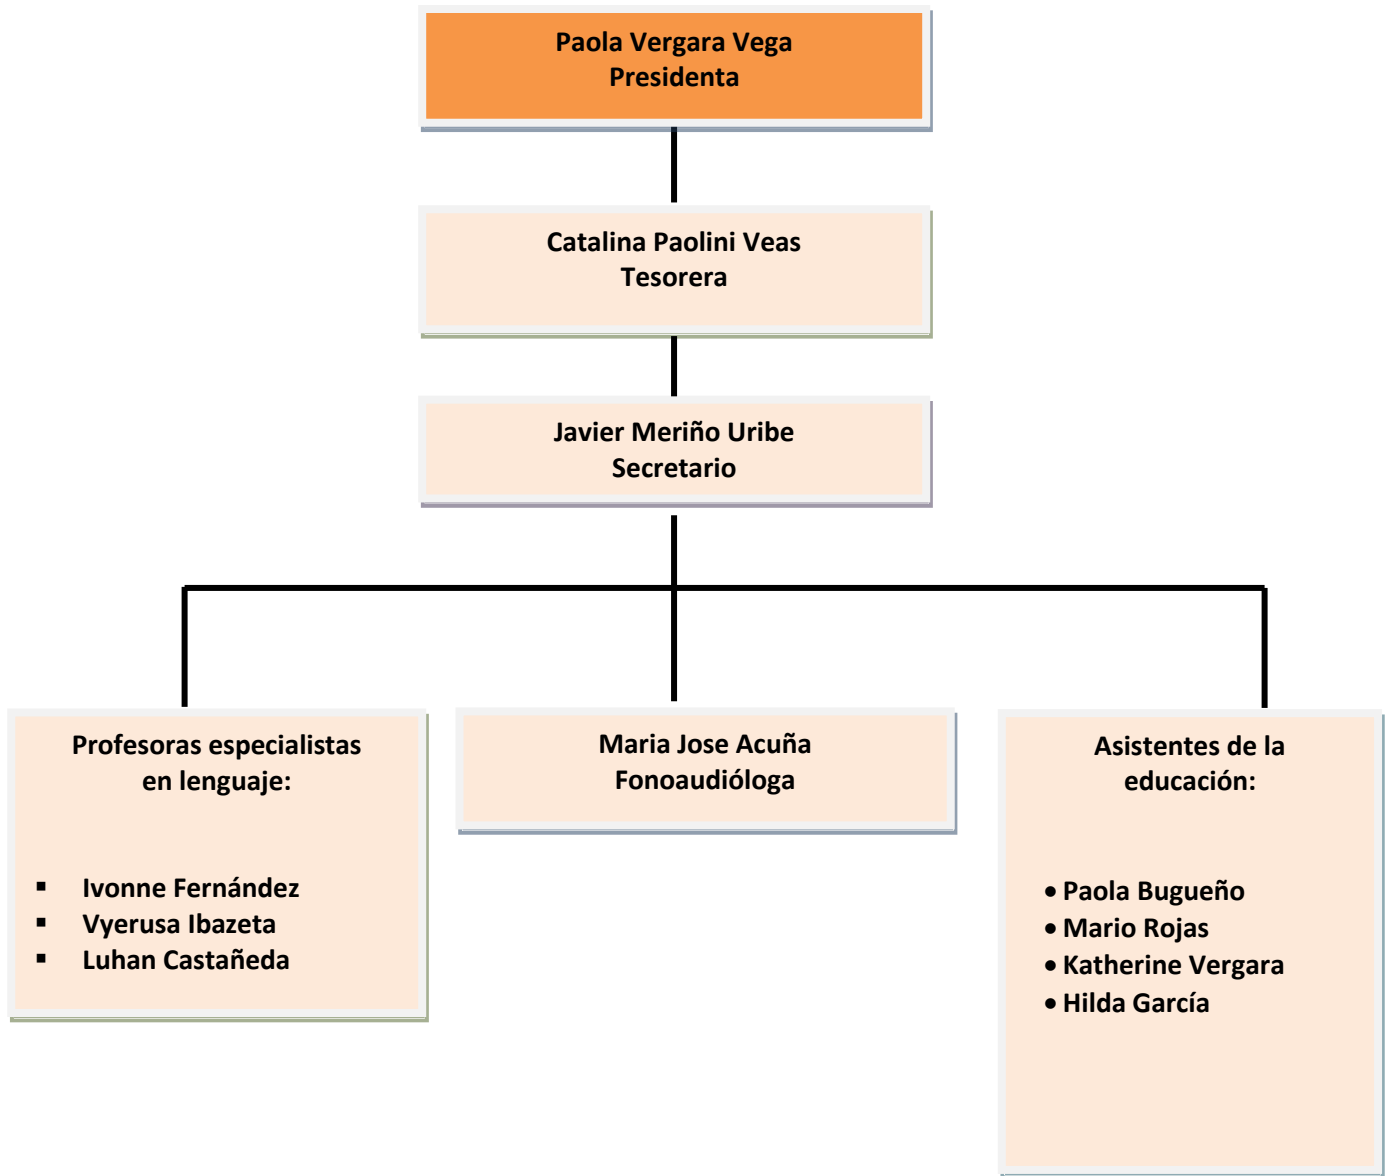 Paola Vergara Vega
Presidenta
Catalina Paolini Veas
Tesorera
Javier Meriño Uribe
Secretario
Profesoras especialistas
en lenguaje:
▪ Ivonne Fernández
▪ Vyerusa Ibazeta
▪ Luhan Castañeda
Maria Jose Acuña
Fonoaudióloga
Asistentes de la
educación:
• Paola Bugueño
• Mario Rojas
• Katherine Vergara
• Hilda García